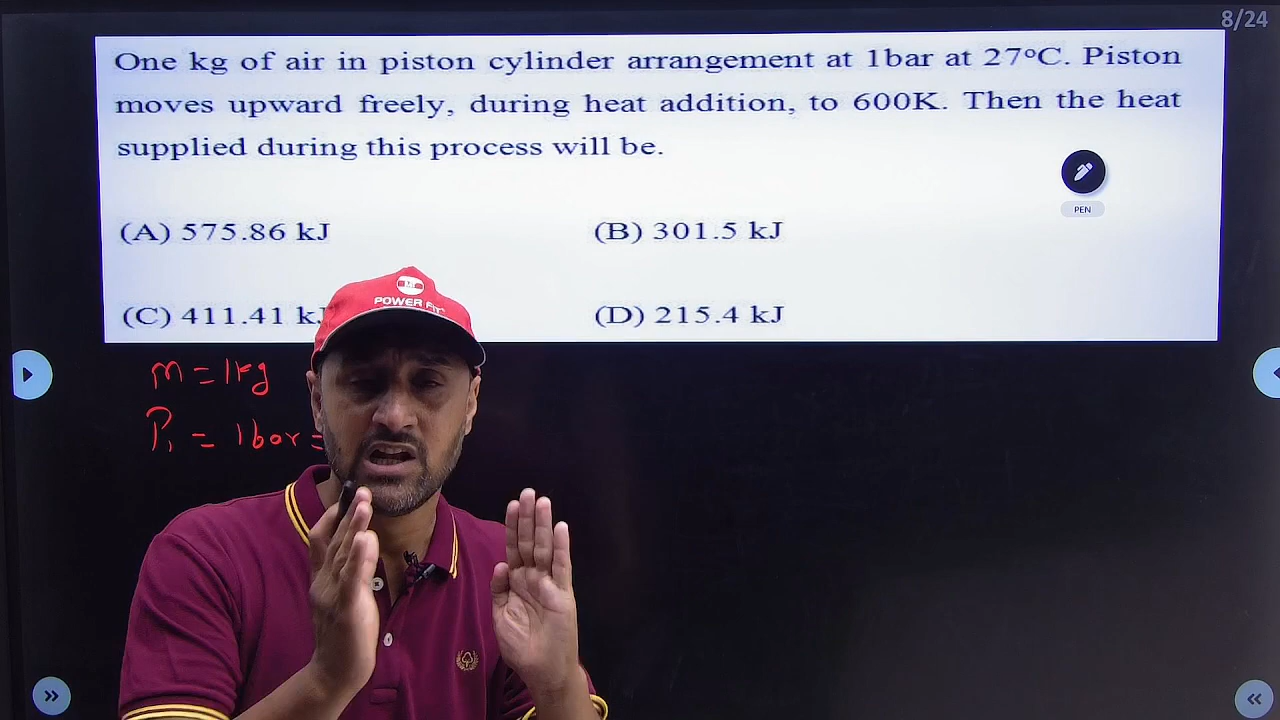 8/24
One kg of air in piston cylinder arrangement at 1bar at 27°C. Piston
moves upward freely, during heat addition, to 600K. Then the heat
supplied during this process will be.
PEN
(A) 575.86 kJ
(B) 301.5 kJ
(C) 411.41 k
(D) 215.4 kJ
POWER
m = 1kg
P₁ = 1bar =